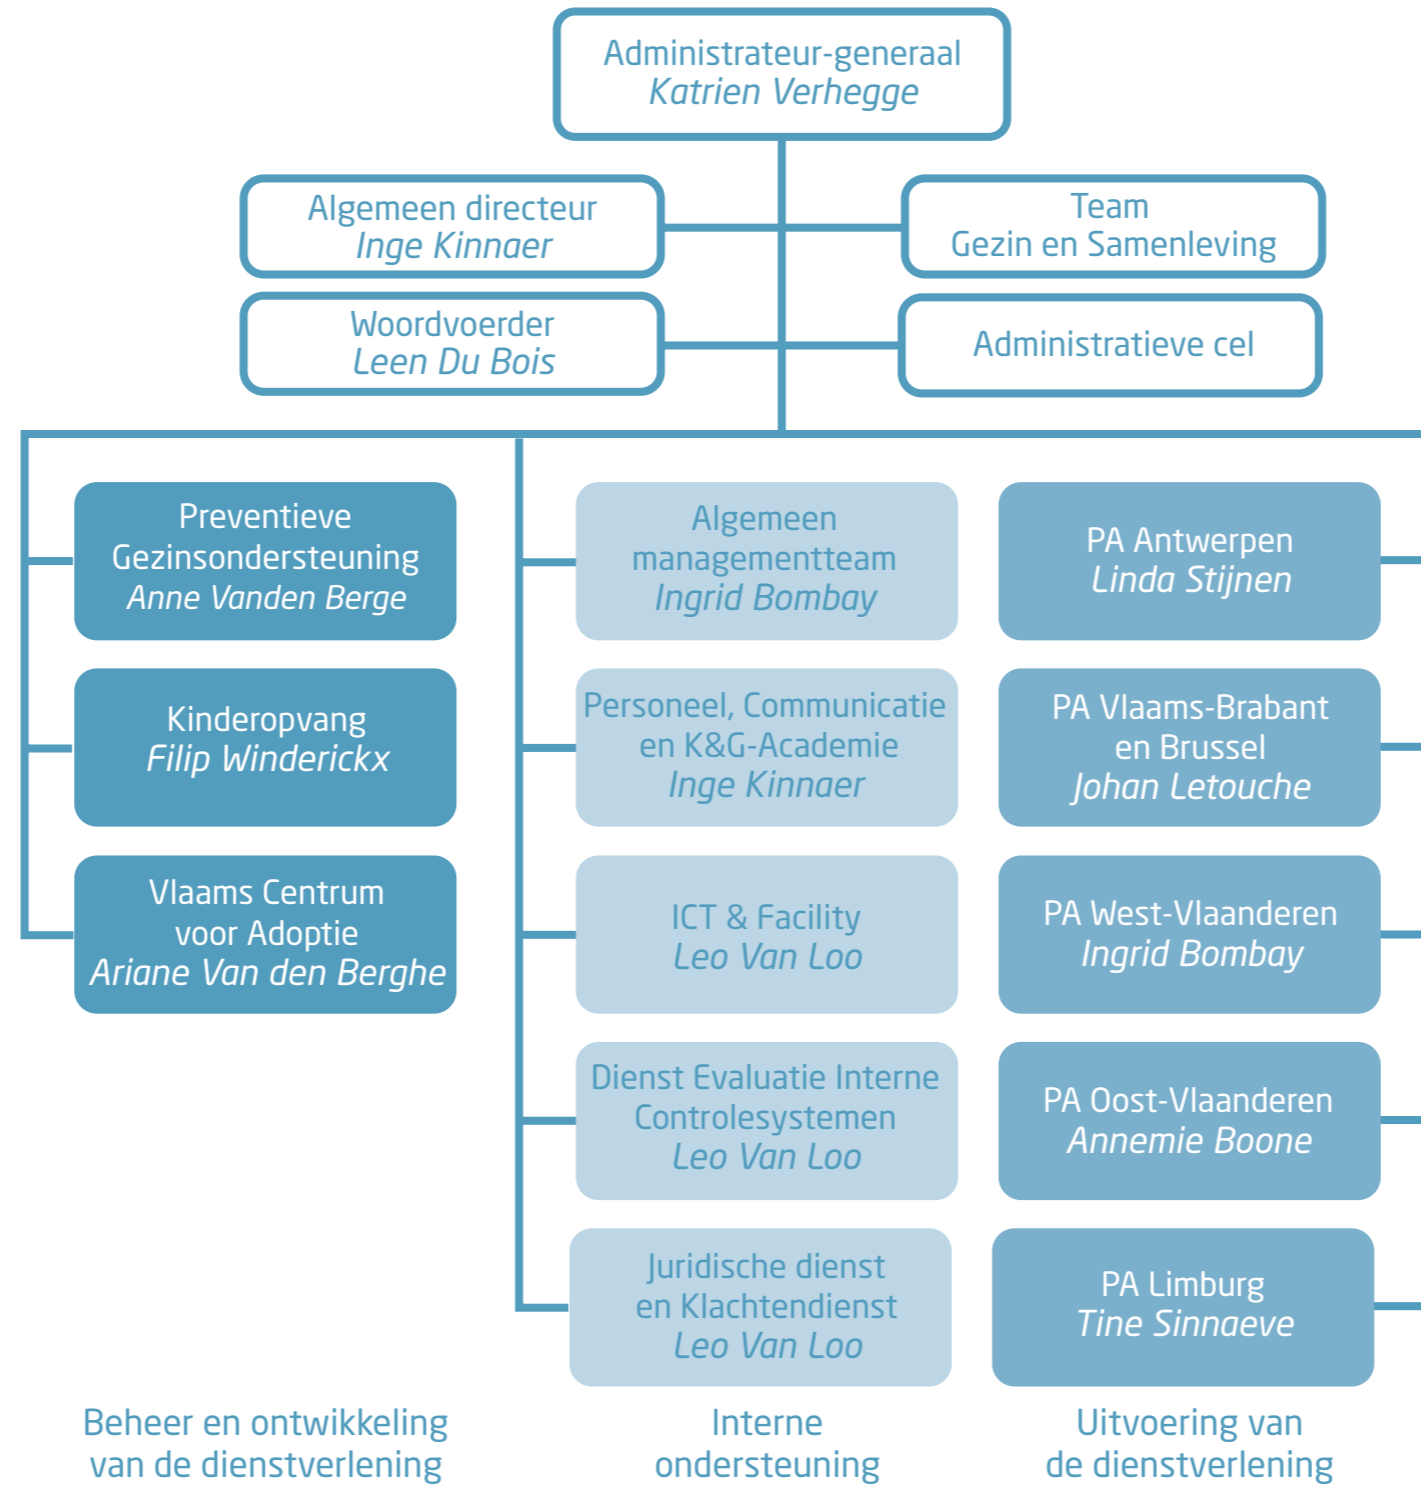 Administrateur-generaal
Katrien Verhegge
Algemeen directeur
Inge Kinnaer
Team
Gezin en Samenleving
Woordvoerder
Leen Du Bois
Administratieve cel
Preventieve
Gezinsondersteuning
Anne Vanden Berge
Kinderopvang
Filip Winderickx
Vlaams Centrum
voor Adoptie
Ariane Van den Berghe
Beheer en ontwikkeling
van de dienstverlening
Algemeen
managementteam
Ingrid Bombay
Personeel, Communicatie
en K&G-Academie
Inge Kinnaer
ICT & Facility
Leo Van Loo
Dienst Evaluatie Interne
Controlesystemen
Leo Van Loo
Juridische dienst
en Klachtendienst
Leo Van Loo
Interne
ondersteuning
PA Antwerpen
Linda Stijnen
PA Vlaams-Brabant
en Brussel
Johan Letouche
PA West-Vlaanderen
Ingrid Bombay
PA Oost-Vlaanderen
Annemie Boone
PA Limburg
Tine Sinnaeve
Uitvoering van
de dienstverlening